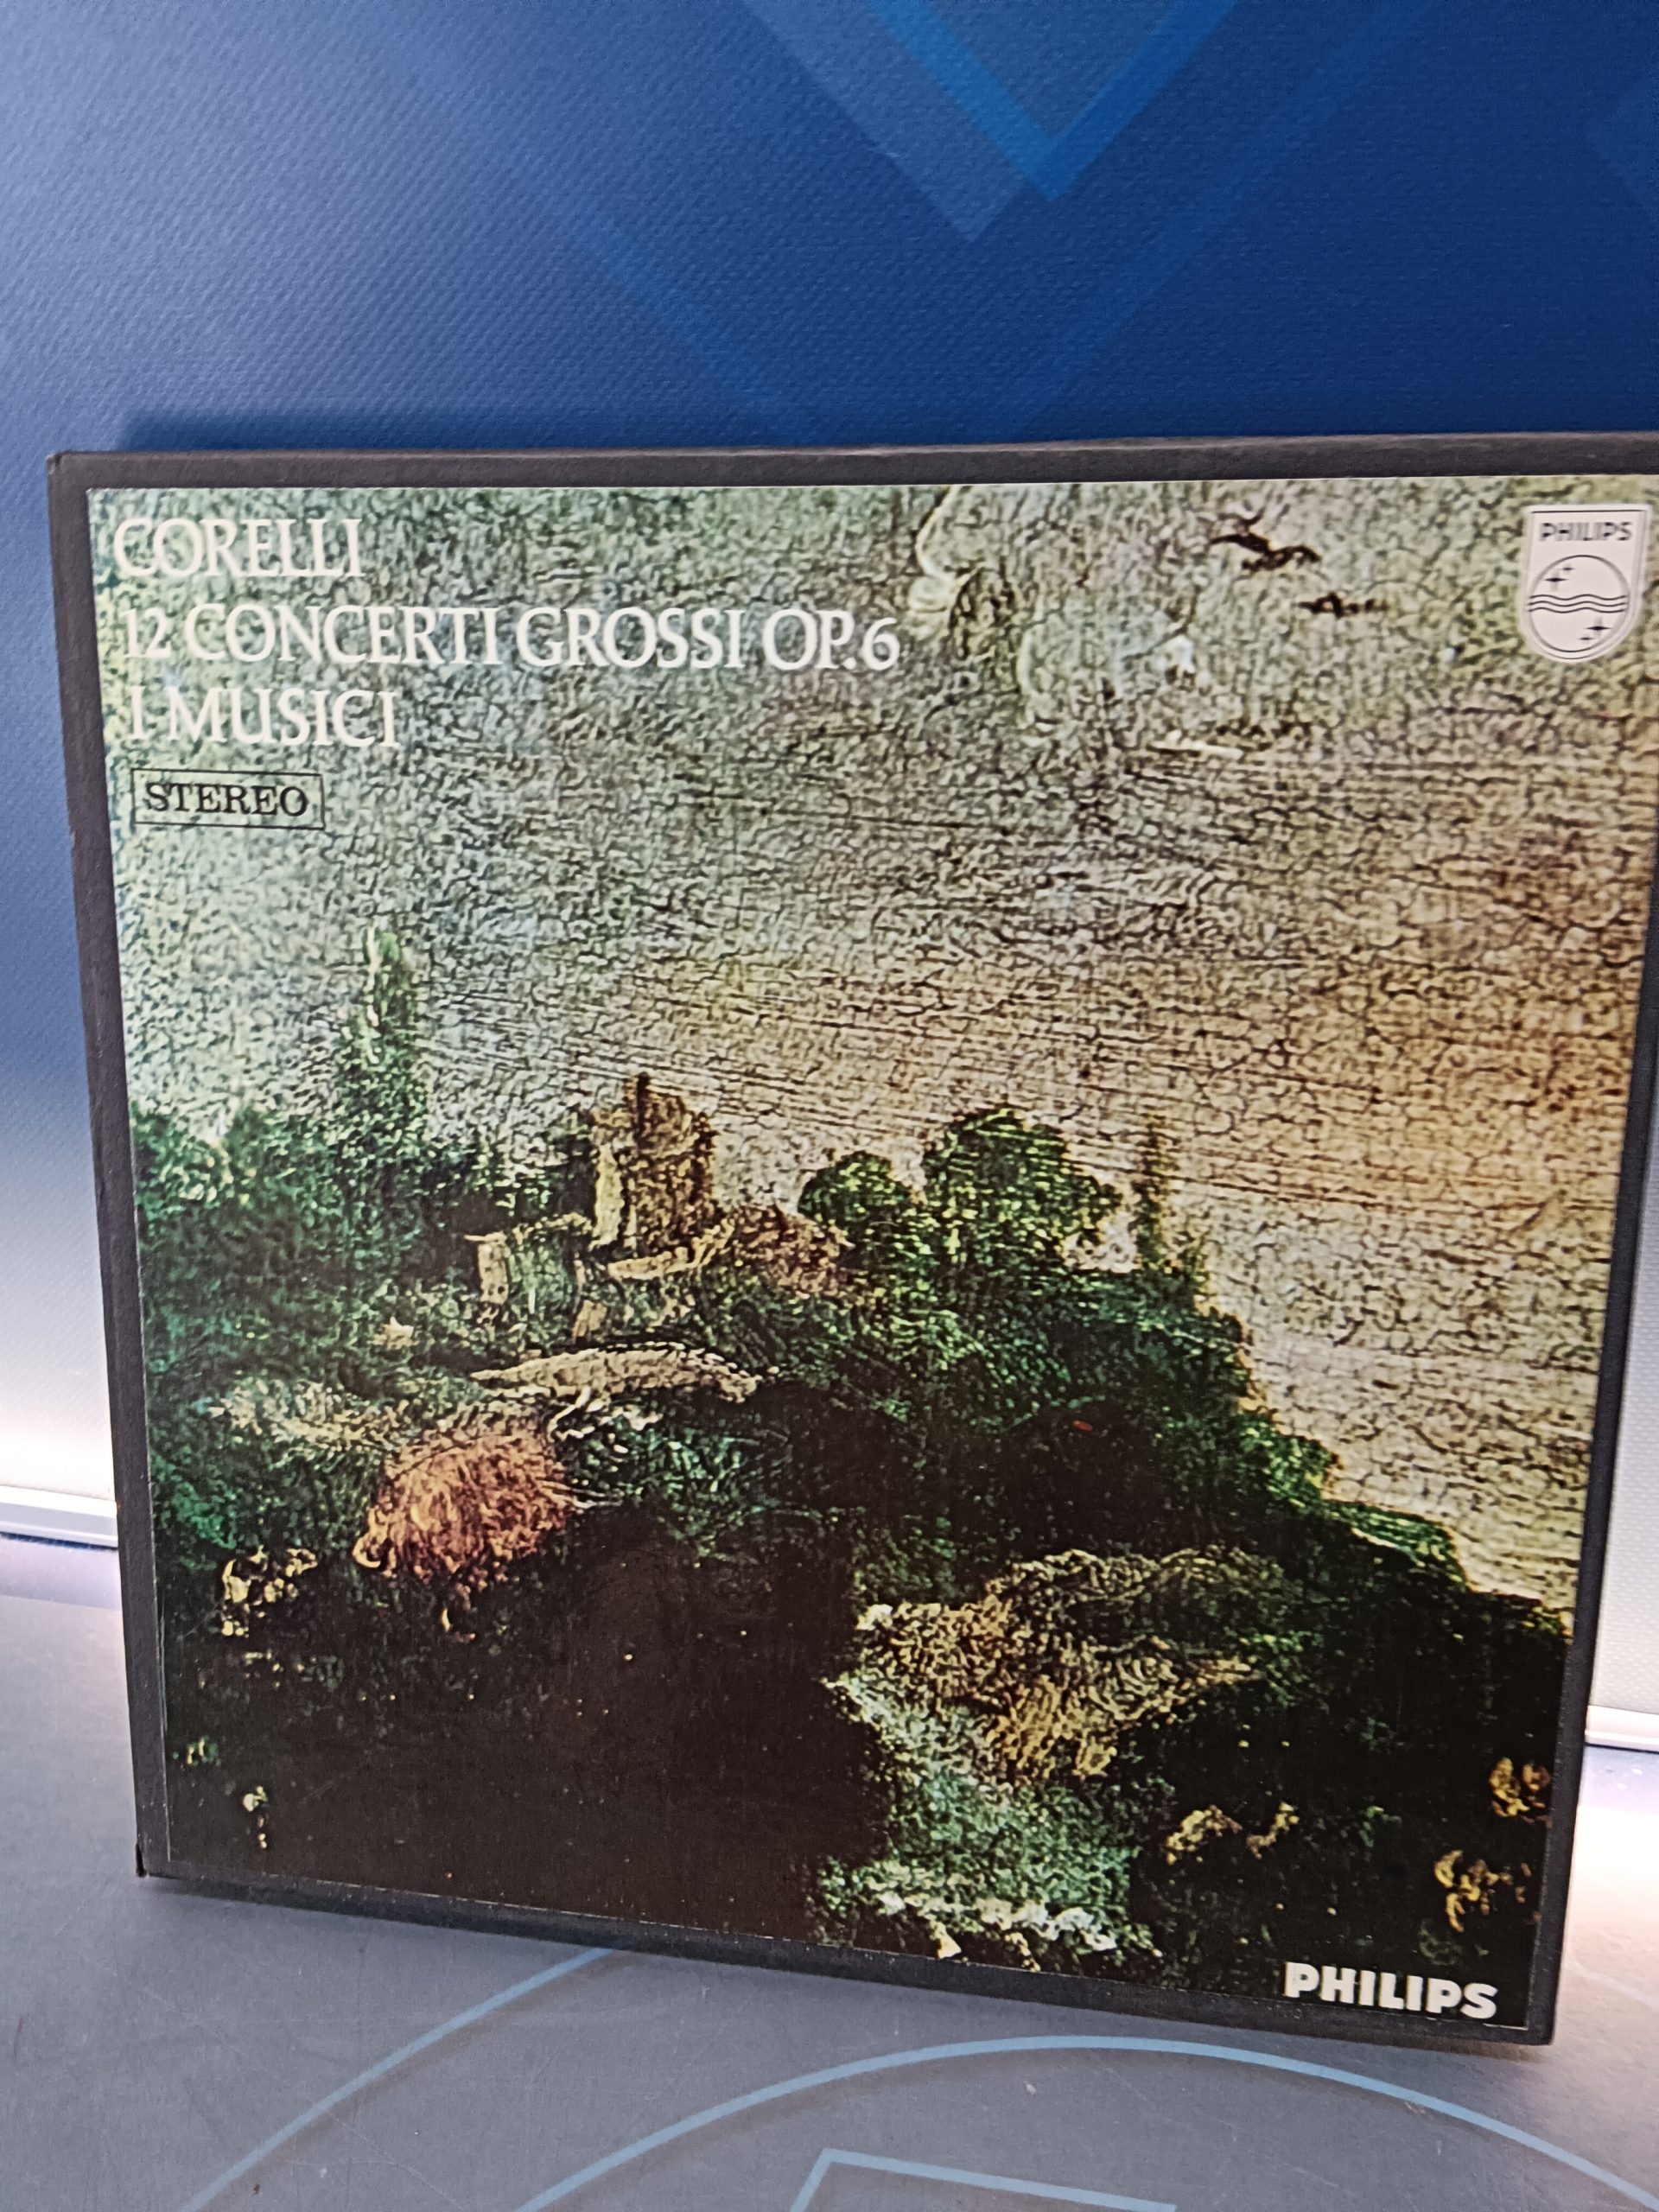 CORELLI
PHILIPS
12 CONCERTI GROSSI OP.6
I MUSICI
STEREO
PHILIPS